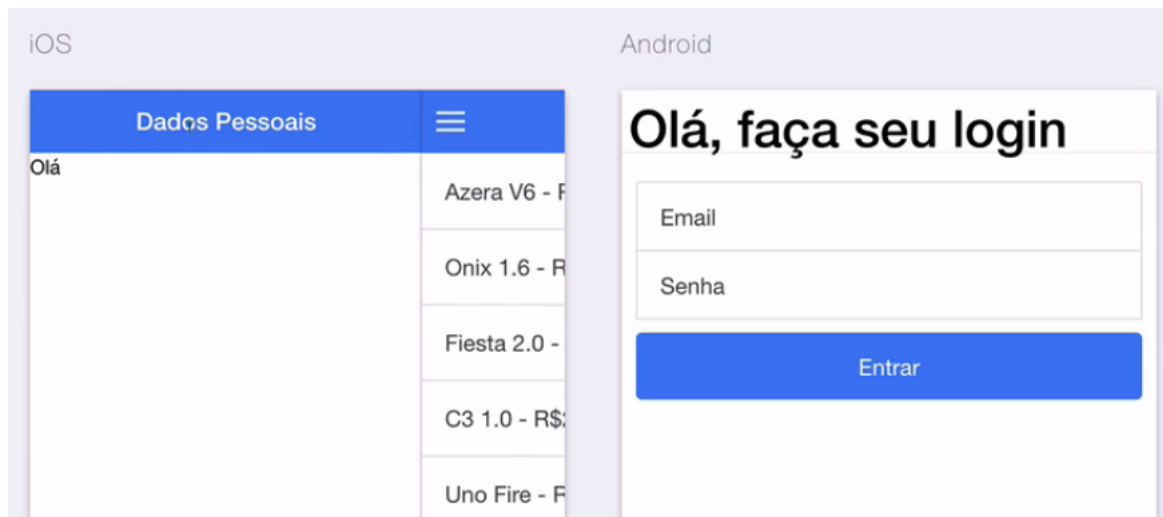 iOS
Dados Pessoais
Olá
Azera V6 -
Onix 1.6 - R
Fiesta 2.0 -
C3 1.0 - R$
Uno Fire -
Android
Olá, faça seu login
Email
Senha
Entrar